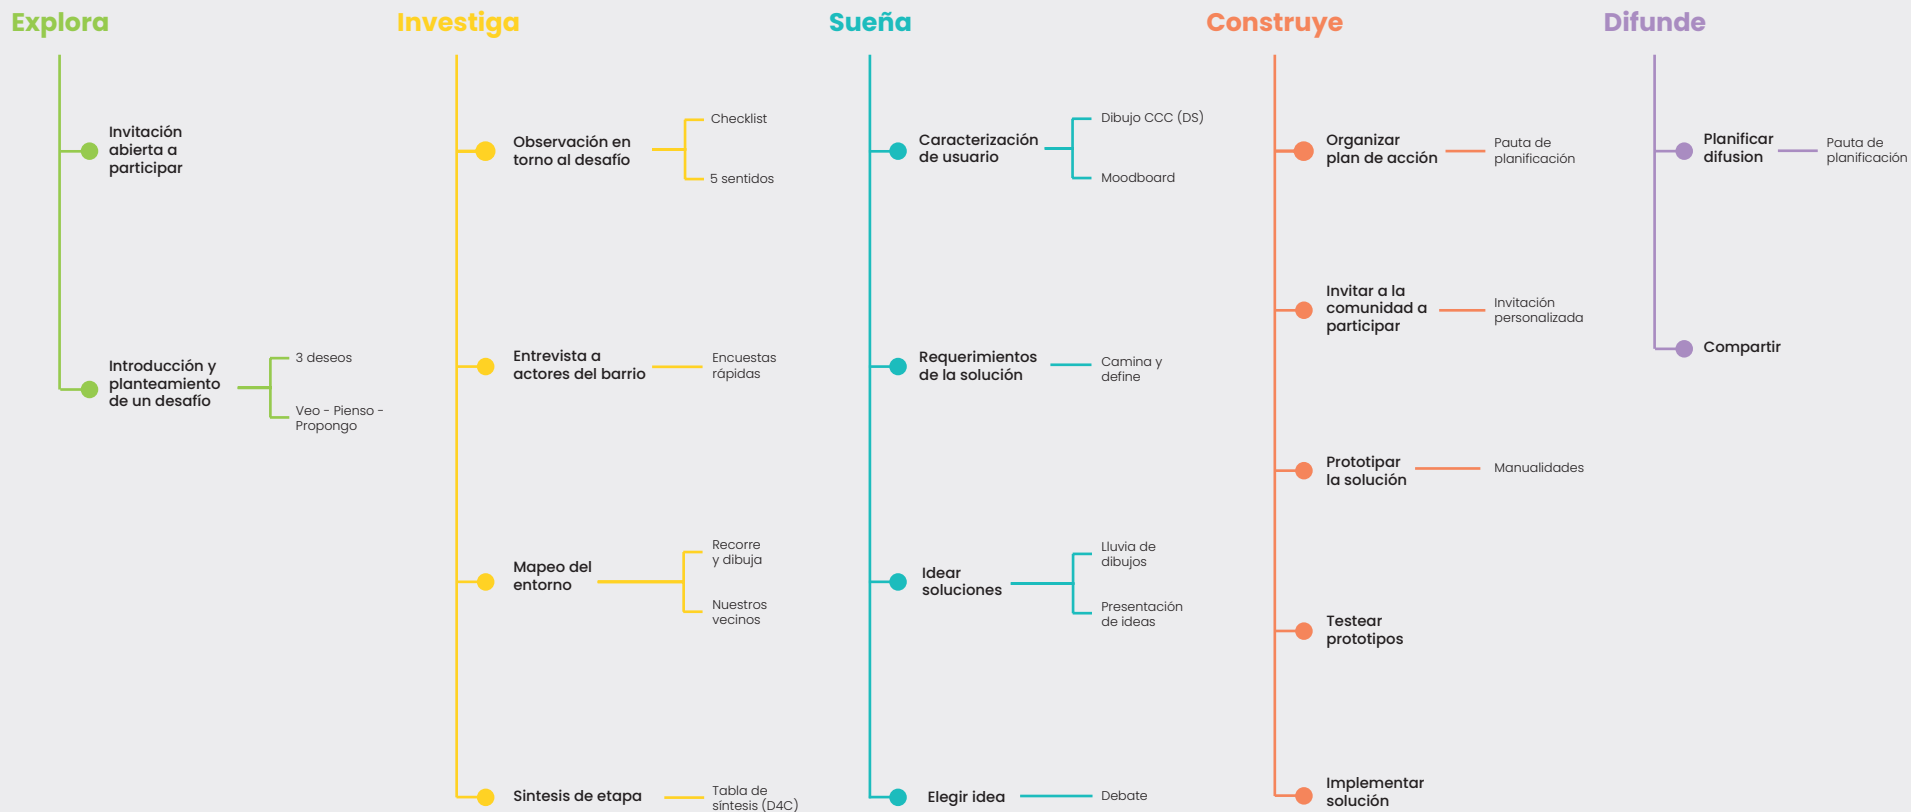 Explora
Invitación
abierta a
participar
Introducción y
planteamiento
de un desafío
3 deseos
Veo - Pienso -
Propongo
Investiga
Observación en
torno al desafío
Checklist
5 sentidos
Entrevista a
actores del barrio
Encuestas
rápidas
Mapeo del
entorno
Recorre
y dibuja
Nuestros
vecinos
Sintesis de etapa
Tabla de
síntesis (D4C)
Sueña
Caracterización
de usuario
Dibujo CCC (DS)
Moodboard
Requerimientos
de la solución
Camina y
define
Idear
soluciones
Lluvia de
dibujos
Presentación
de ideas
Elegir idea
Debate
Construye
Organizar
plan de acción
Pauta de
planificación
Invitar a la
comunidad a
participar
Invitación
personalizada
Prototipar
la solución
Manualidades
Testear
prototipos
Implementar
solución
Difunde
Planificar
difusion
Pauta de
planificación
Compartir